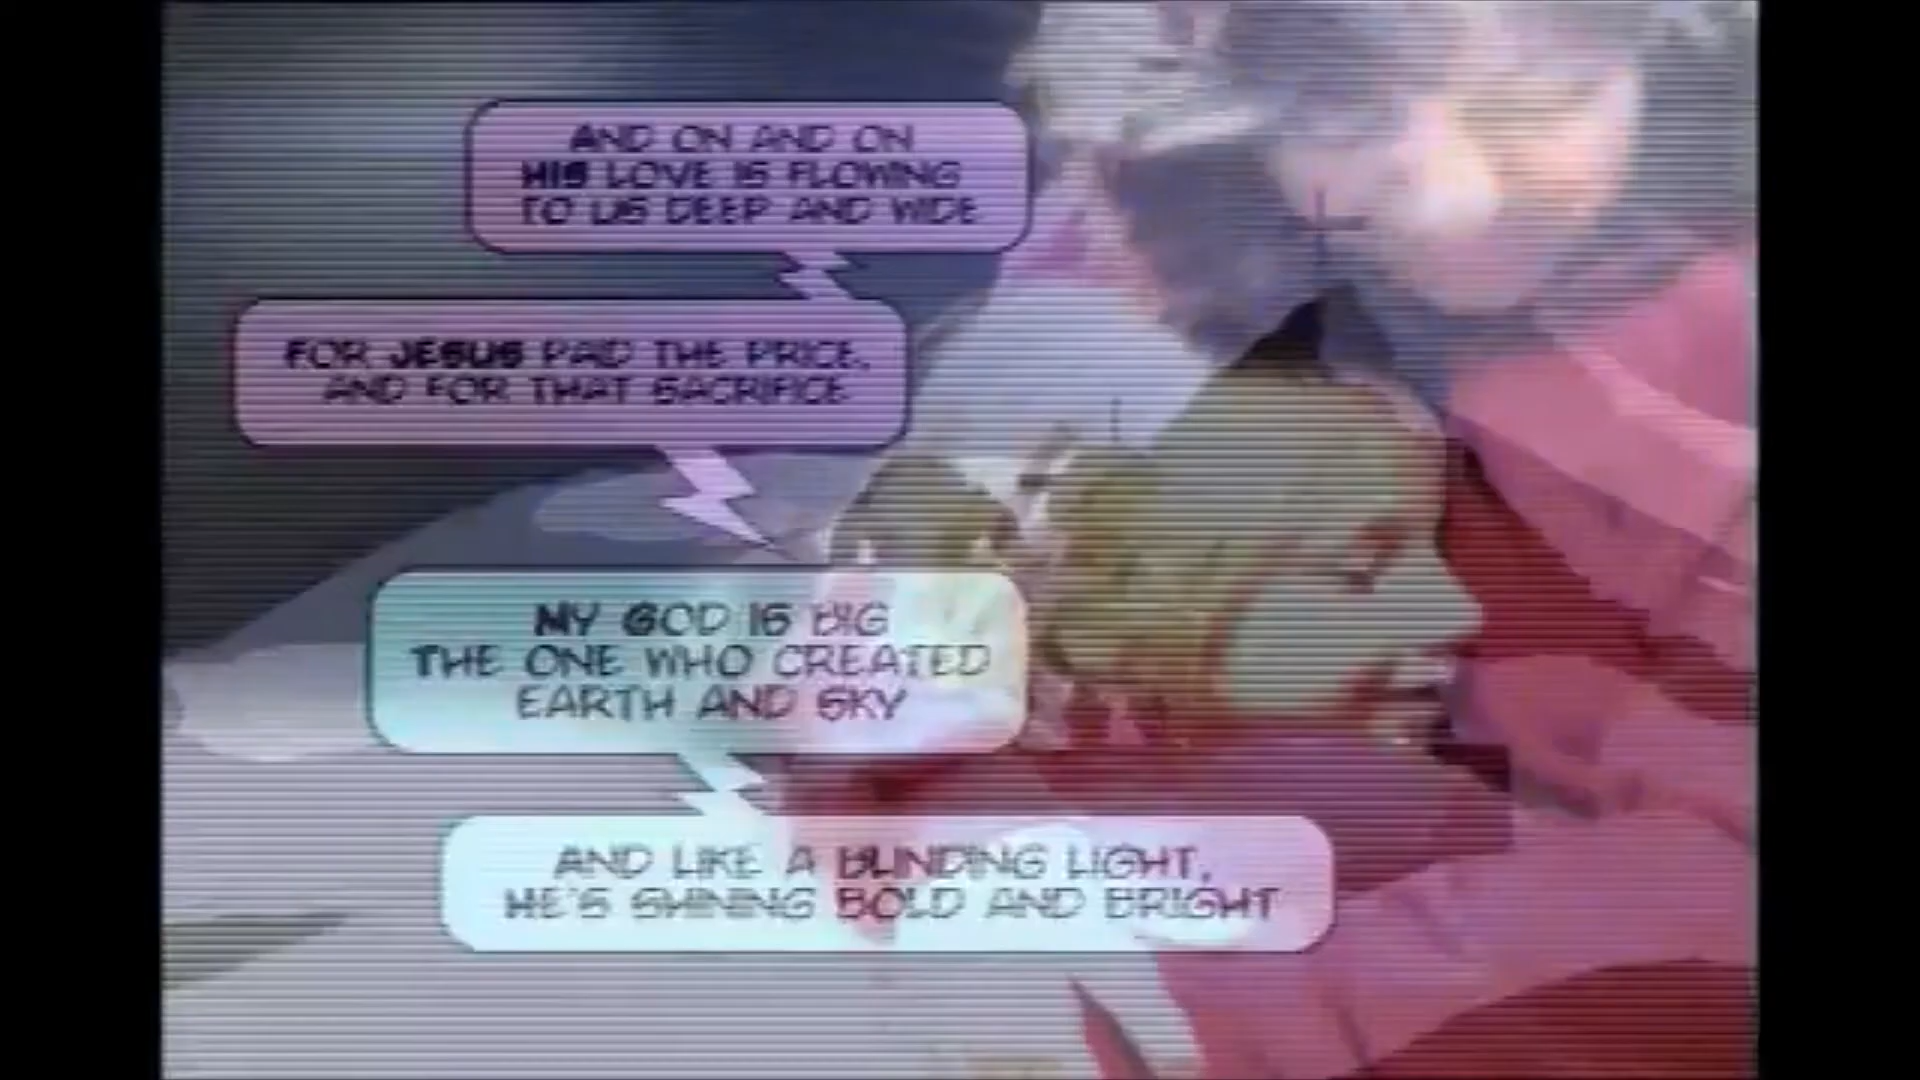 AND ON AND ON
HIS LOVE IS FLOWING
TO US DEEP AND WIDE
FOR JESUS PAID THE PRICE,
AND FOR THAT SACRIFICE
MY GOD IS BIG
THE ONE WHO CREATED
EARTH AND SKY
AND LIKE A BLINDING LIGHT,
HE'S SHINING BOLD AND BRIGHT